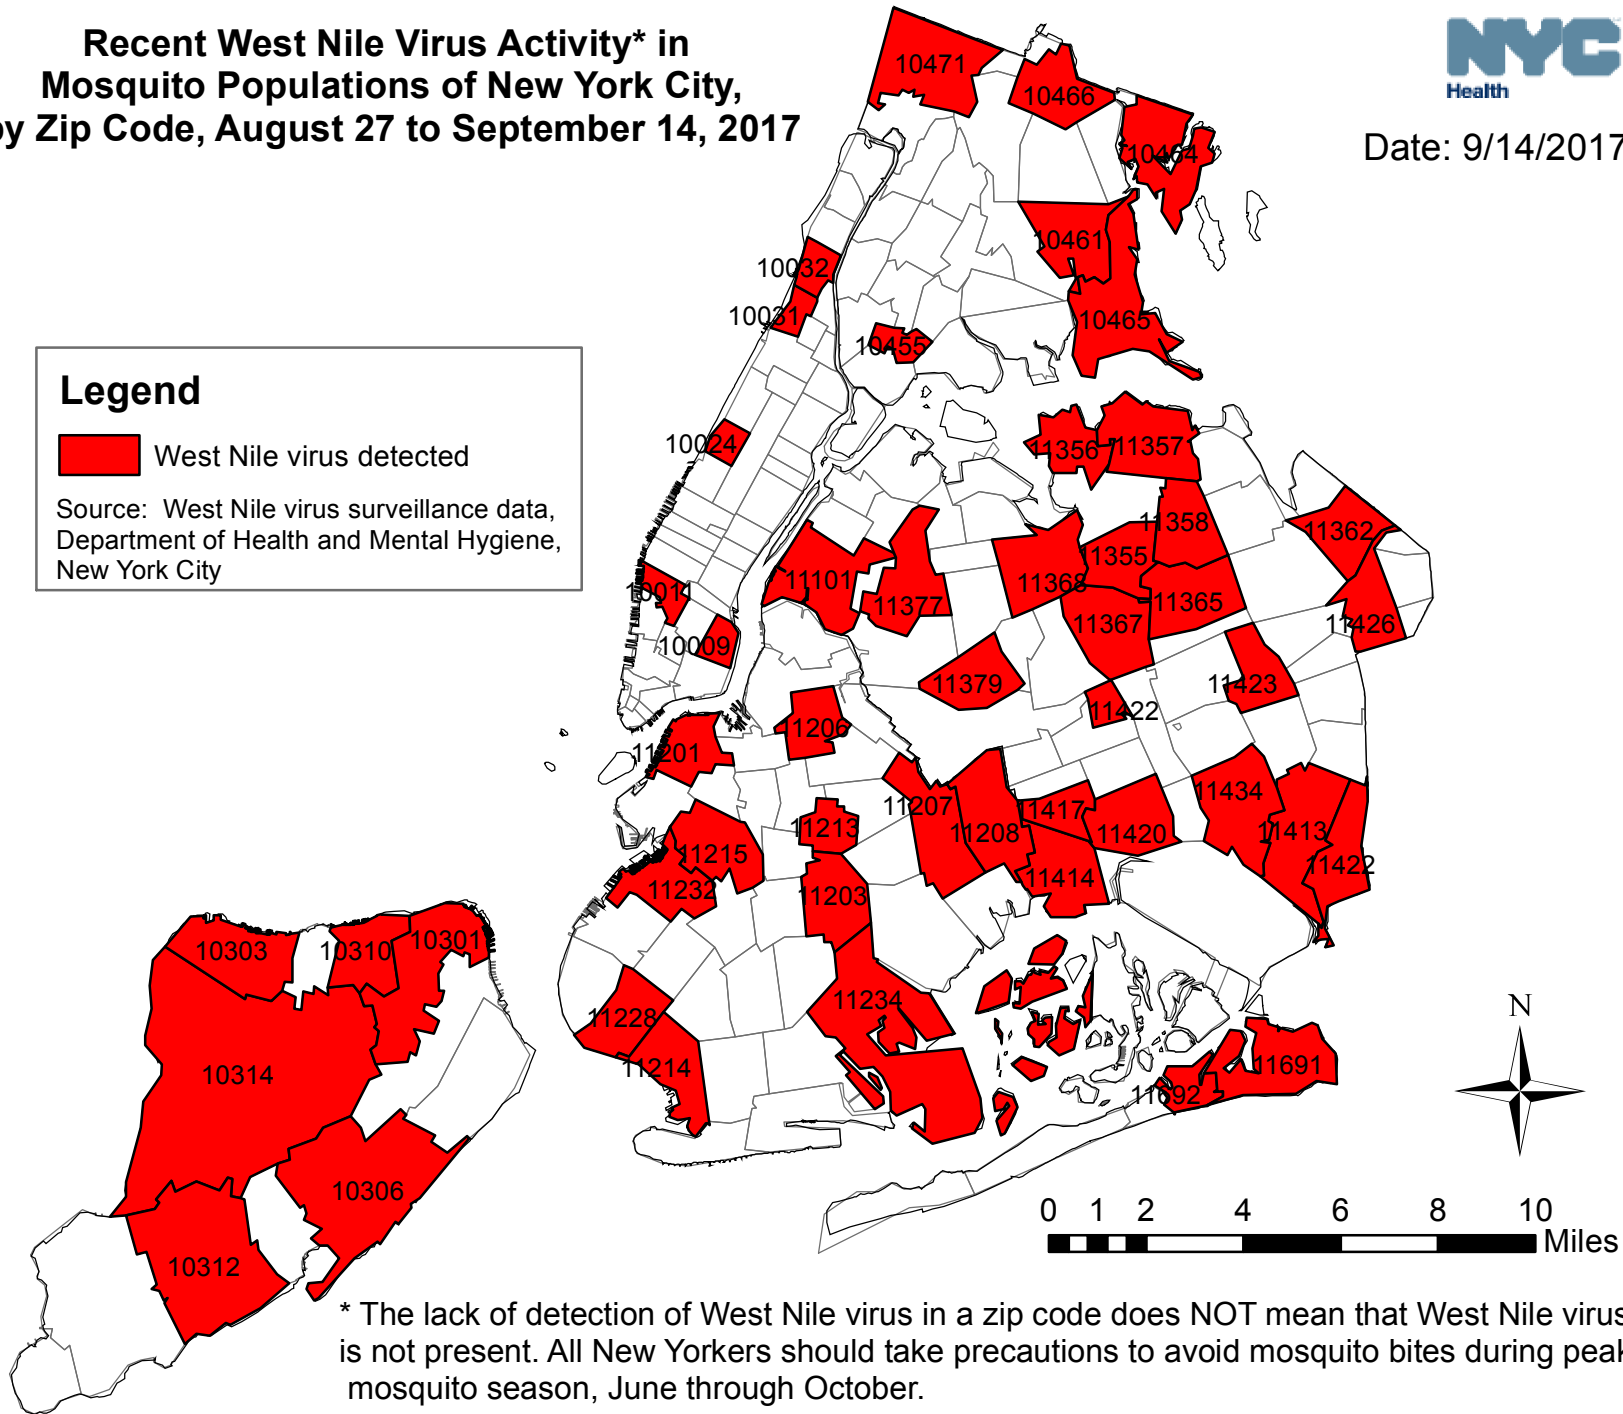 Recent West Nile Virus Activity* in
Mosquito Populations of New York City,
by Zip Code, August 27 to September 14, 2017
NYC
Health
Date: 9/14/2017
Legend
West Nile virus detected
Source: West Nile virus surveillance data,
Department of Health and Mental Hygiene,
New York City
10471
10466
10464
10461
10032
10031
10465
10455
10024
11356
11357
11358
11362
11355
11101
11368
10011
11377
11365
11367
11426
10009
11379
11423
11422
11206
11201
11434
11207
11417
11208
11213
11420
11413
11215
11422
11414
11232
11203
10303
10310
10301
11234
11228
11214
11691
11692
10314
10306
10312
N
0 1 2 4 6 8 10
Miles
* The lack of detection of West Nile virus in a zip code does NOT mean that West Nile virus
is not present. All New Yorkers should take precautions to avoid mosquito bites during peak
mosquito season, June through October.